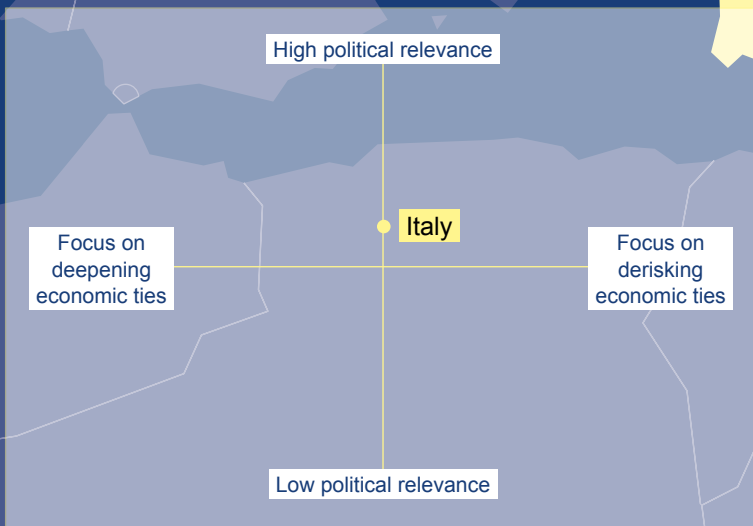 High political relevance
Italy
Focus on
deepening
economic ties
Focus on
derisking
economic ties
Low political relevance